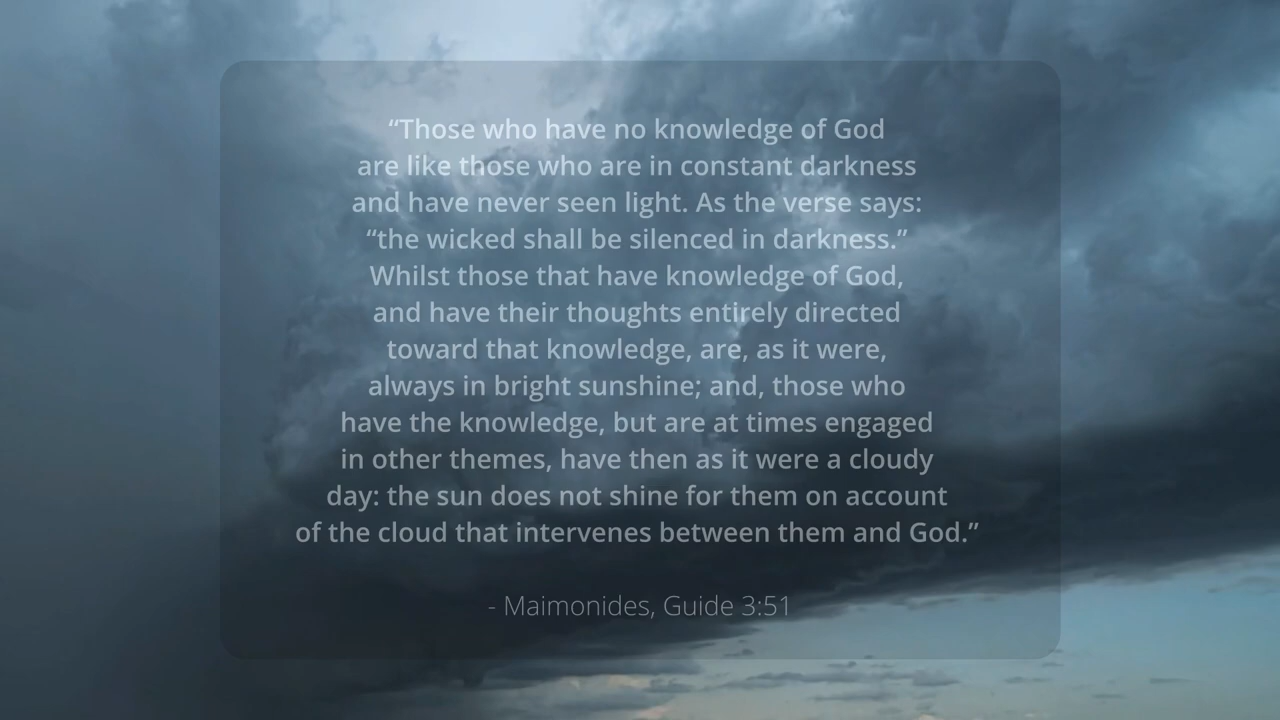 “Those who have no knowledge of God
are like those who are in constant darkness
and have never seen light. As the verse says:
“the wicked shall be silenced in darkness.”
Whilst those that have knowledge of God,
and have their thoughts entirely directed
toward that knowledge, are, as it were,
always in bright sunshine; and, those who
have the knowledge, but are at times engaged
in other themes, have then as it were a cloudy
day: the sun does not shine for them on account
of the cloud that intervenes between them and God.”
- Maimonides, Guide 3:51